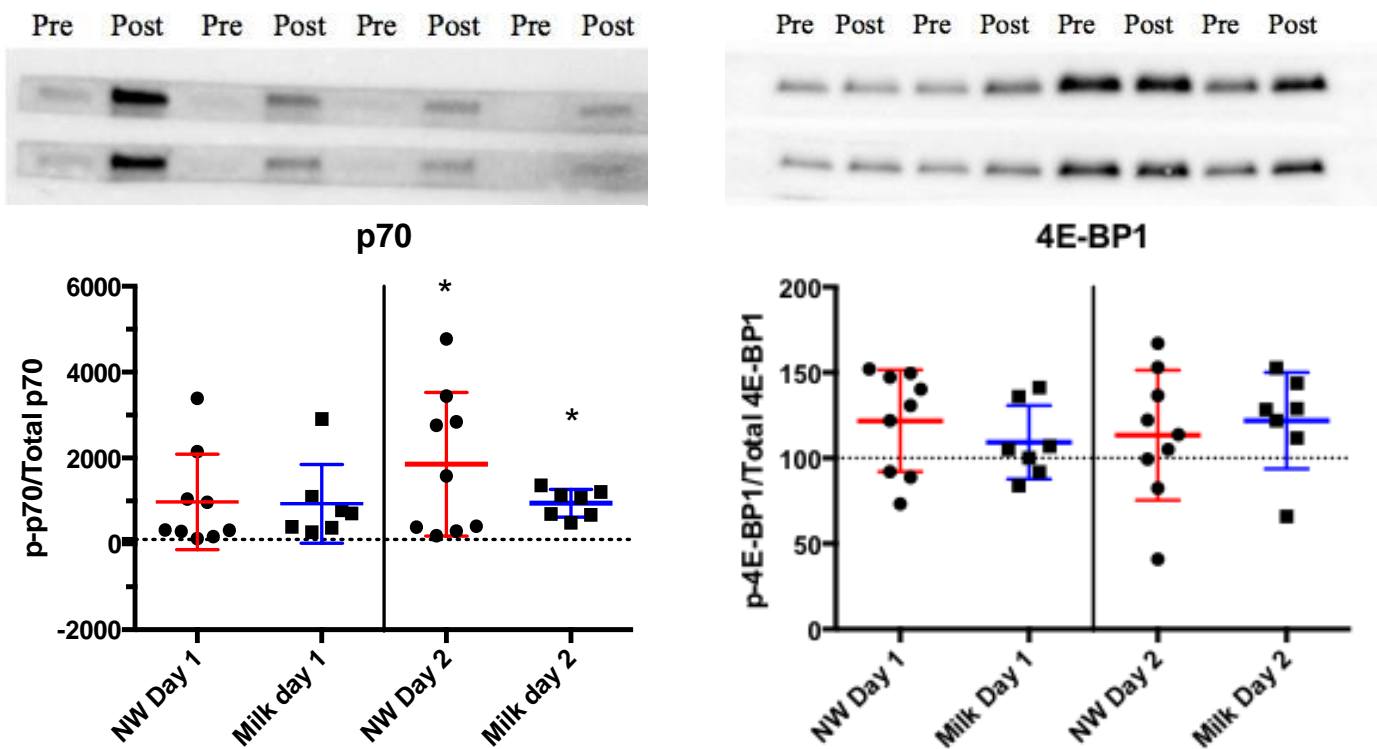 Pre Post Pre Post Pre Post Pre Post
Pre Post Pre Post Pre Post Pre Post
p70
6000
4000
2000
0
-2000
p-p70/Total p70
*
*
NW Day 1
Milk day 1
NW Day 2
Milk day 2
4E-BP1
200
150
100
50
0
p-4E-BP1/Total 4E-BP1
NW Day 1
Milk Day 1
NW Day 2
Milk Day 2